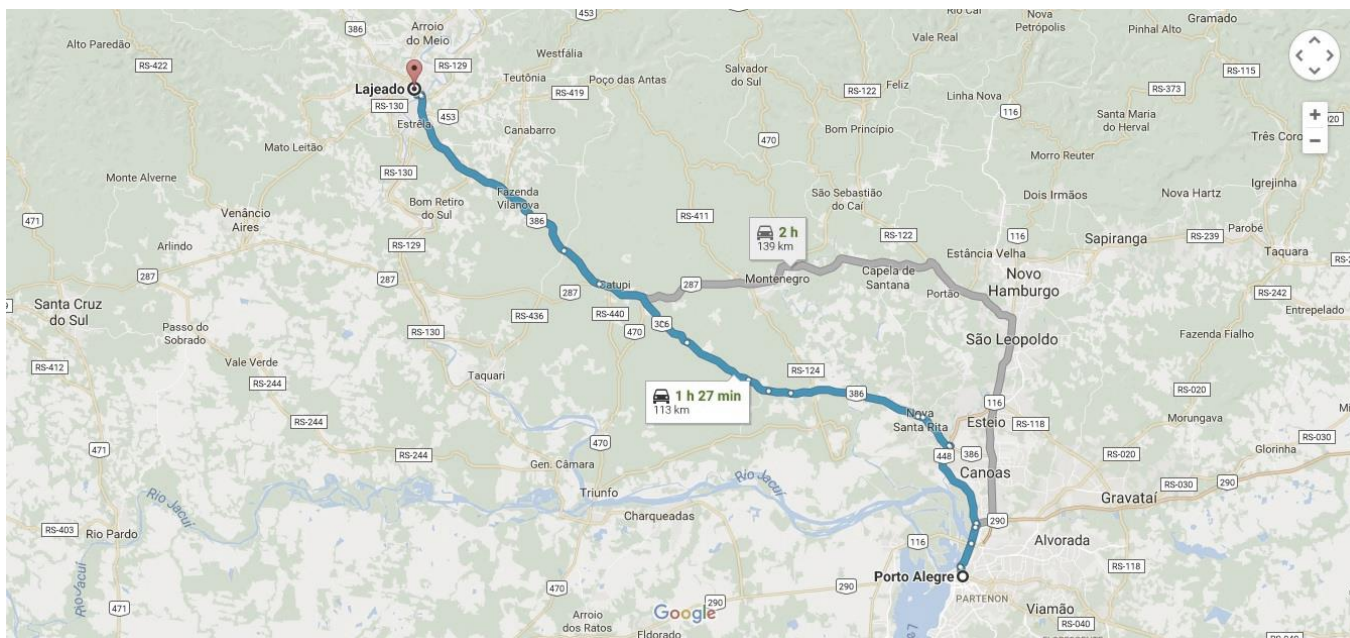 Rio Caí
Nova
Petrópolis
Gramado
453
386
Arroio
do Meio
Vale Real
Pinhal Alto
Alto Paredão
RS-422
RS-129
Westfália
Salvador
do Sul
RS-115
Lajeado
Teutônia
Poço das Antas
RS-122
Feliz
Linha Nova
RS-373
RS-130
RS-419
Estrêla
453
Canabarro
Bom Princípio
116
Santa Maria
do Herval
Três Coro
020
470
Mato Leitão
Morro Reuter
Monte Alverne
RS-130
Fazenda
Vilanova
São Sebastião
do Caí
Dois Irmãos
Nova Hartz
Igrejinha
Bom Retiro
do Sul
471
Venâncio
Aires
386
RS-411
2 h
139 km
RS-122
116
Sapiranga
RS-239
Parobé
Arlindo
RS-129
Estância Velha
Taquara
287
287
287
Montenegro
Capela de
Santana
Novo
Hamburgo
Santa Cruz
do Sul
Portão
RS-242
RS-436
RS-440
Entrepelado
Passo do
Sobrado
RS-130
470
São Leopoldo
Fazenda Fialho
RS-412
Vale Verde
RS-244
Taquari
RS-124
RS-020
1 h 27 min
113 km
386
116
Nova
Santa Rita
Esteio
RS-118
Morungava
RS-244
471
470
448
386
RS-020
RS-030
Glorinha
RS-244
Gen. Câmara
Canoas
RS-030
290
Rio Jacuí
Rio Jacuí
Triunfo
Gravataí
RS-403
Rio Pardo
Charqueadas
290
116
Alvorada
Rio Jacuí
Porto Alegre
RS-118
470
290
PARTENON
471
Arroio
dos Ratos
Google
290
Viamão
Eldorado
RS-040